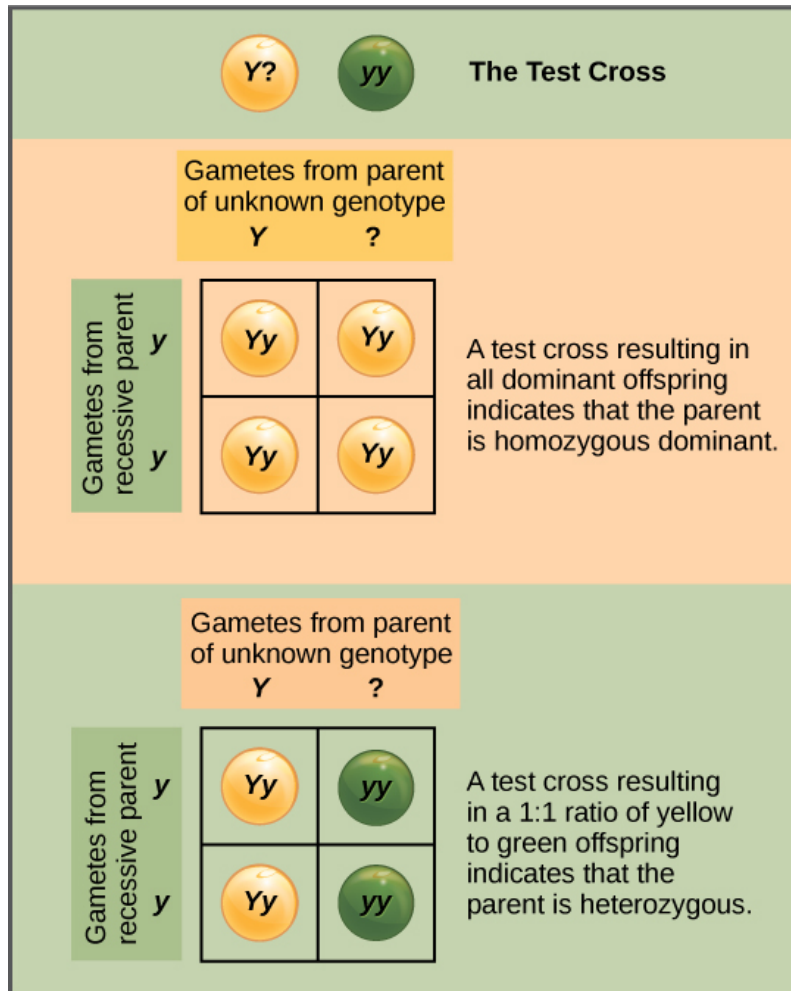 Y? yy The Test Cross
Gametes from parent
of unknown genotype
Y ?
Gametes from
recessive parent
y Yy Yy
y Yy Yy
A test cross resulting in
all dominant offspring
indicates that the parent
is homozygous dominant.
Gametes from parent
of unknown genotype
Y ?
Gametes from
recessive parent
y Yy yy
y Yy yy
A test cross resulting
in a 1:1 ratio of yellow
to green offspring
indicates that the
parent is heterozygous.